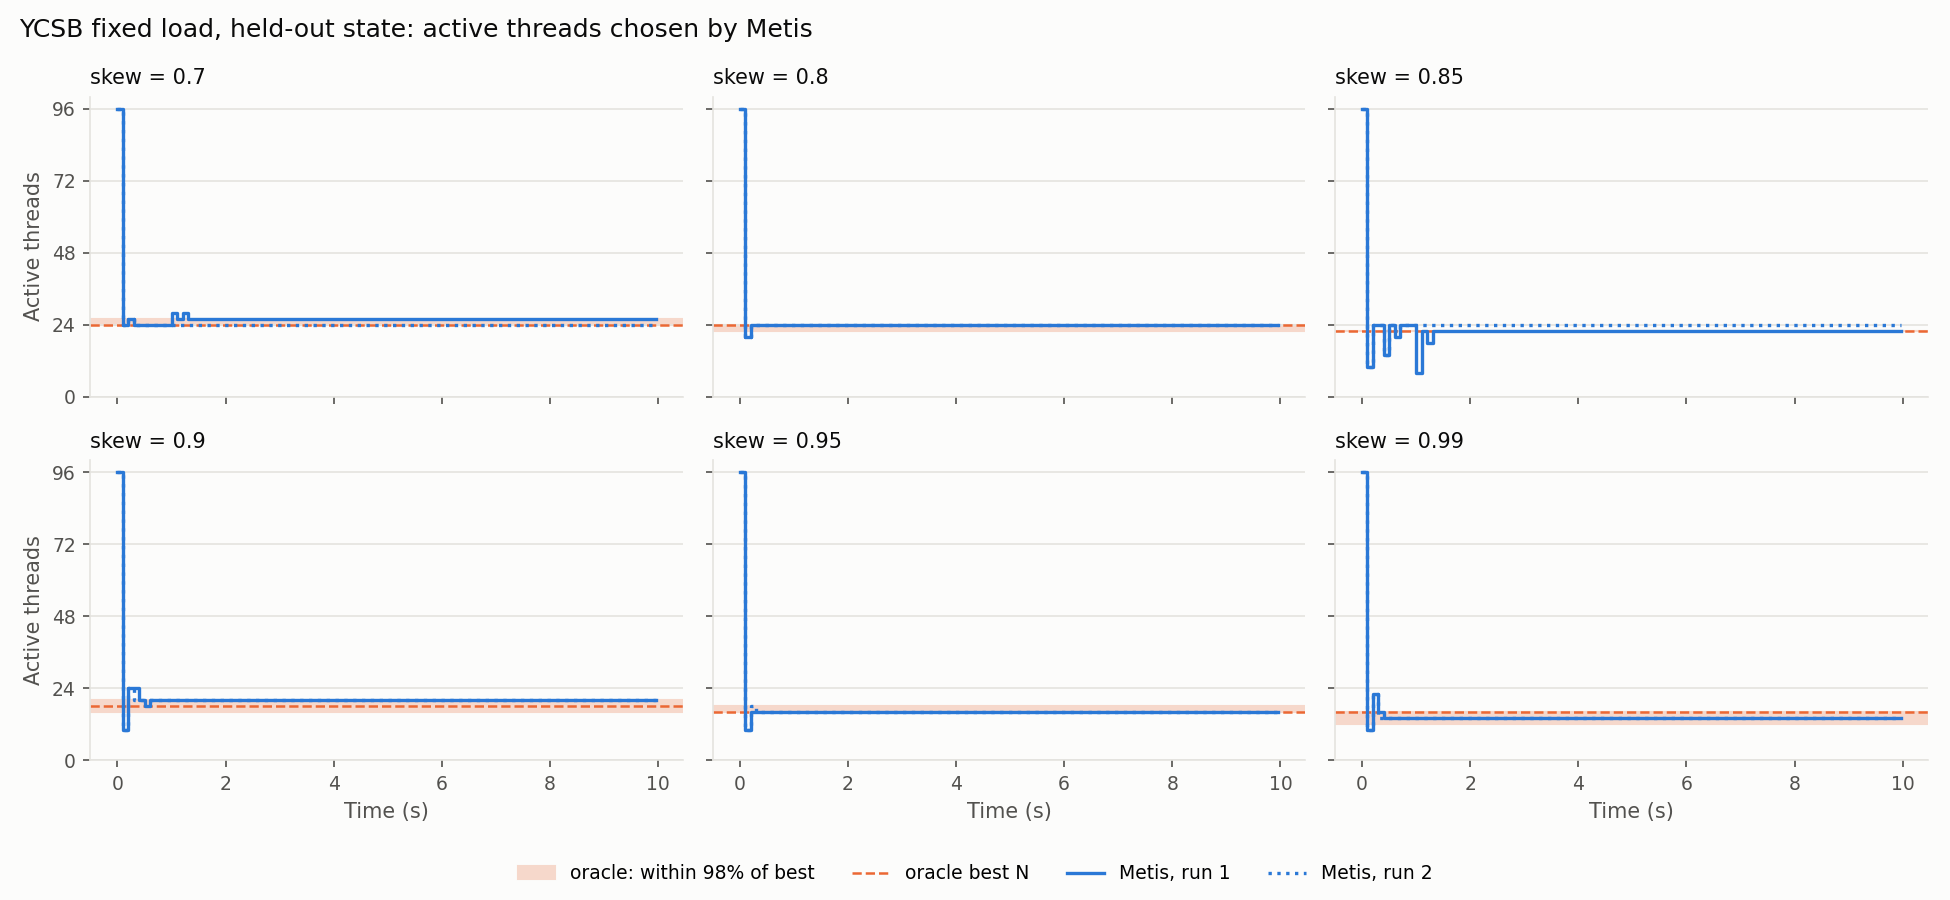 YCSB fixed load, held-out state: active threads chosen by Metis
skew = 0.7
skew = 0.8
skew = 0.85
96
72
48
24
0
Active threads
skew = 0.9
skew = 0.95
skew = 0.99
96
72
48
24
0
Active threads
0 2 4 6 8 10
0 2 4 6 8 10
0 2 4 6 8 10
Time (s)
Time (s)
Time (s)
oracle: within 98% of best
oracle best N
Metis, run 1
Metis, run 2